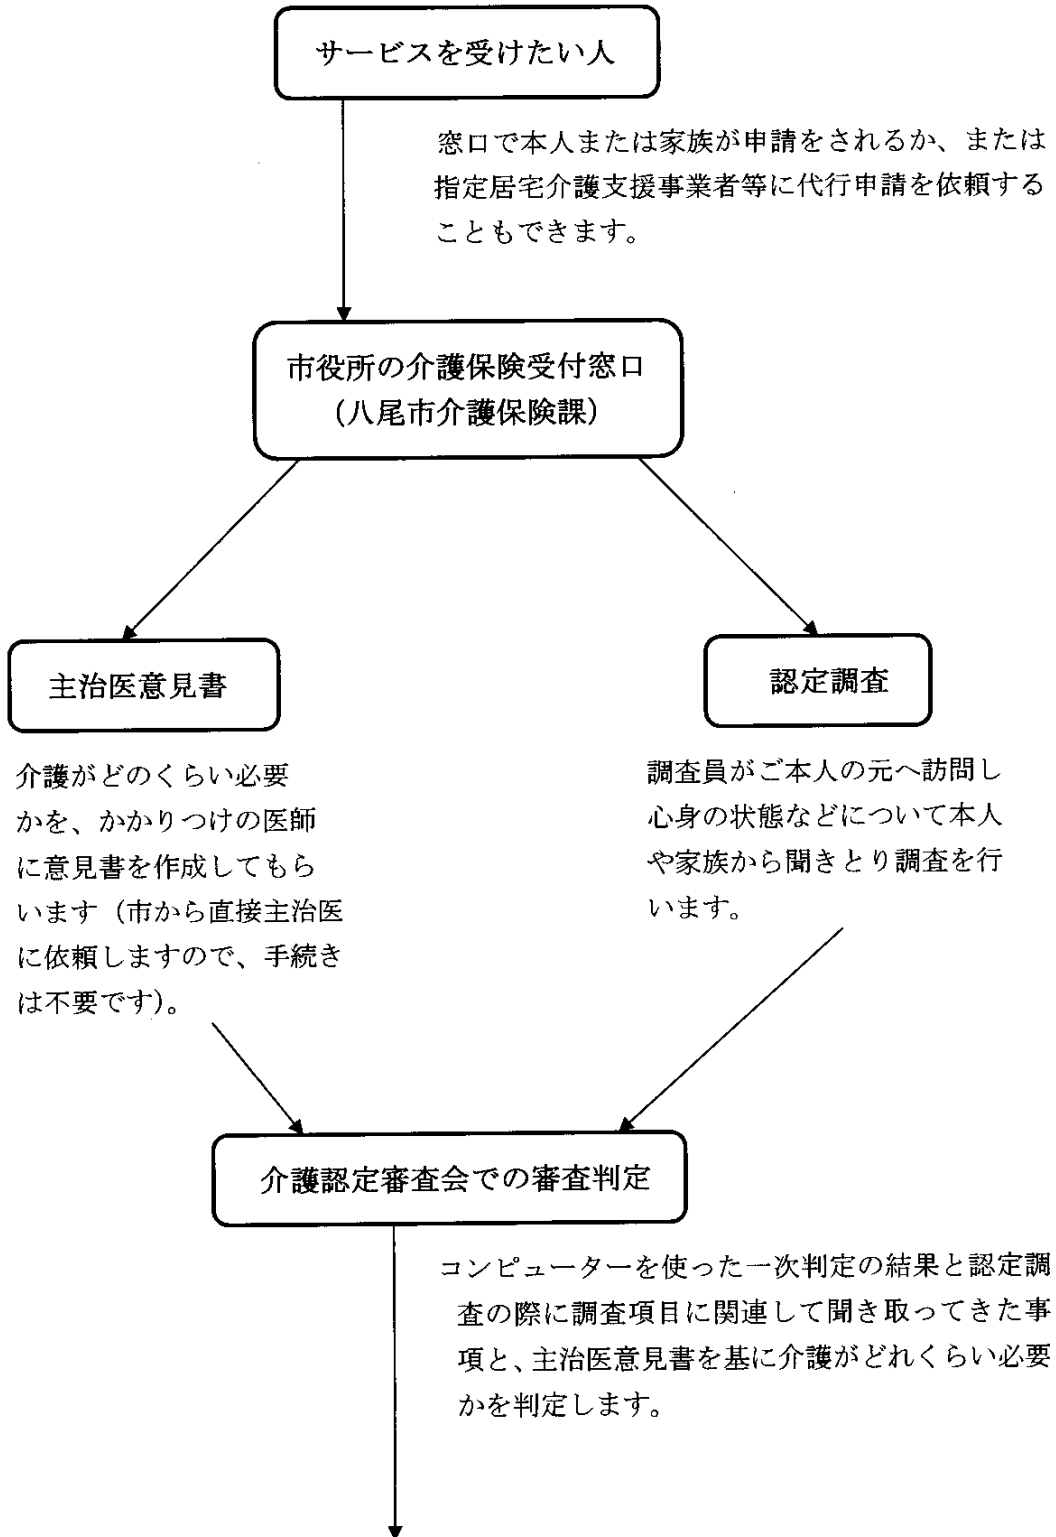 サービスを受けたい人
窓口で本人または家族が申請をされるか、または
指定居宅介護支援事業者等に代行申請を依頼する
こともできます。
市役所の介護保険受付窓口
（八尾市介護保険課）
主治医意見書
介護がどのくらい必要
かを、かかりつけの医師
に意見書を作成してもら
います（市から直接主治医
に依頼しますので、手続き
は不要です）。
認定調査
調査員がご本人の元へ訪問し
心身の状態などについて本人
や家族から聞きとり調査を行
います。
介護認定審査会での審査判定
コンピューターを使った一次判定の結果と認定調
査の際に調査項目に関連して聞き取ってきた事
項と、主治医意見書を基に介護がどれくらい必要
かを判定します。